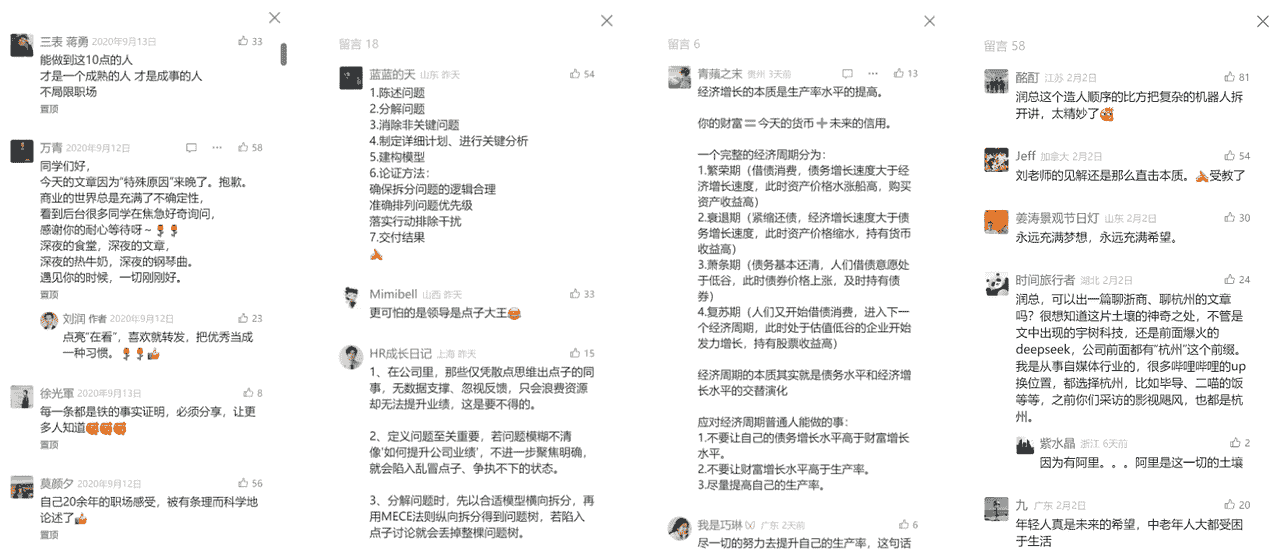 三表 蒋勇 2020年9月13日 33
能做到这10点的人
才是一个成熟的人 才是成事的人
不局限职场
置顶
万青 2020年9月12日 58
同学们好，
今天的文章因为“特殊原因”来晚了。抱歉。
商业的世界总是充满了不确定性，
看到后台很多同学在焦急好奇询问，
感谢你的耐心等待呀～🌹🌹
深夜的食堂，深夜的文章，
深夜的热牛奶，深夜的钢琴曲。
遇见你的时候，一切刚刚好。
置顶
刘润 作者 2020年9月12日 23
点亮“在看”，喜欢就转发，把优秀当成
一种习惯。🌹🌹👍
徐光軍 2020年9月13日 8
每一条都是铁的事实证明，必须分享，让更
多人知道
置顶
莫颜夕 2020年9月12日 56
自己20余年的职场感受，被有条理而科学地
论述了👍
置顶
留言 18
蓝蓝的天 山东 昨天 54
1.陈述问题
2.分解问题
3.消除非关键问题
4.制定详细计划、进行关键分析
5.建构模型
6.论证方法：
确保拆分问题的逻辑合理
准确排列问题优先级
落实行动排除干扰
7.交付结果
🙏
Mimibell 山西 昨天 33
更可怕的是领导是点子大王
HR成长日记 上海 昨天 15
1、在公司里，那些仅凭散点思维出点子的同
事，无数据支撑、忽视反馈，只会浪费资源
却无法提升业绩，这是要不得的。
2、定义问题至关重要，若问题模糊不清
像‘如何提升公司业绩’，不进一步聚焦明确，
就会陷入乱冒点子、争执不下的状态。
3、分解问题时，先以合适模型横向拆分，再
用MECE法则纵向拆分得到问题树，若陷入
点子讨论就会丢掉整棵问题树。
留言 6
青蘋之末 贵州 3天前 13
经济增长的本质是生产率水平的提高。
你的财富＝今天的货币＋未来的信用。
一个完整的经济周期分为：
1.繁荣期（借债消费，债务增长速度大于经
济增长速度，此时资产价格水涨船高，购买
资产收益高）
2.衰退期（紧缩还债，经济增长速度大于债
务增长速度，此时资产价格缩水，持有货币
收益高）
3.萧条期（债务基本还清，人们借债意愿处
于低谷，此时债券价格上涨，及时持有债
券）
4.复苏期（人们又开始借债消费，进入下一
个经济周期，此时处于估值低谷的企业开始
发力增长，持有股票收益高）
经济周期的本质其实就是债务水平和经济增
长水平的交替演化
应对经济周期普通人能做的事：
1.不要让自己的债务增长水平高于财富增长
水平。
2.不要让财富增长水平高于生产率。
3.尽量提高自己的生产率。
我是巧琳 广东 2天前 6
尽一切的努力去提升自己的生产率，这句话
留言 58
酩酊 江苏 2月2日 81
润总这个造人顺序的比方把复杂的机器人拆
开讲，太精妙了
Jeff 加拿大 2月2日 54
刘老师的见解还是那么直击本质。🙏受教了
姜涛景观节日灯 山东 2月2日 30
永远充满梦想，永远充满希望。
时间旅行者 湖北 2月2日 24
润总，可以出一篇聊浙商、聊杭州的文章
吗？很想知道这片土壤的神奇之处，不管是
文中出现的宇树科技，还是前面爆火的
deepseek，公司前面都有“杭州”这个前缀。
我是从事自媒体行业的，很多哔哩哔哩的up
换位置，都选择杭州，比如毕导、二喵的饭
等等，之前你们采访的影视飓风，也都是杭
州。
紫水晶 浙江 6天前 2
因为有阿里。。。阿里是这一切的土壤
九 广东 2月2日 20
年轻人真是未来的希望，中老年人大都受困
于生活